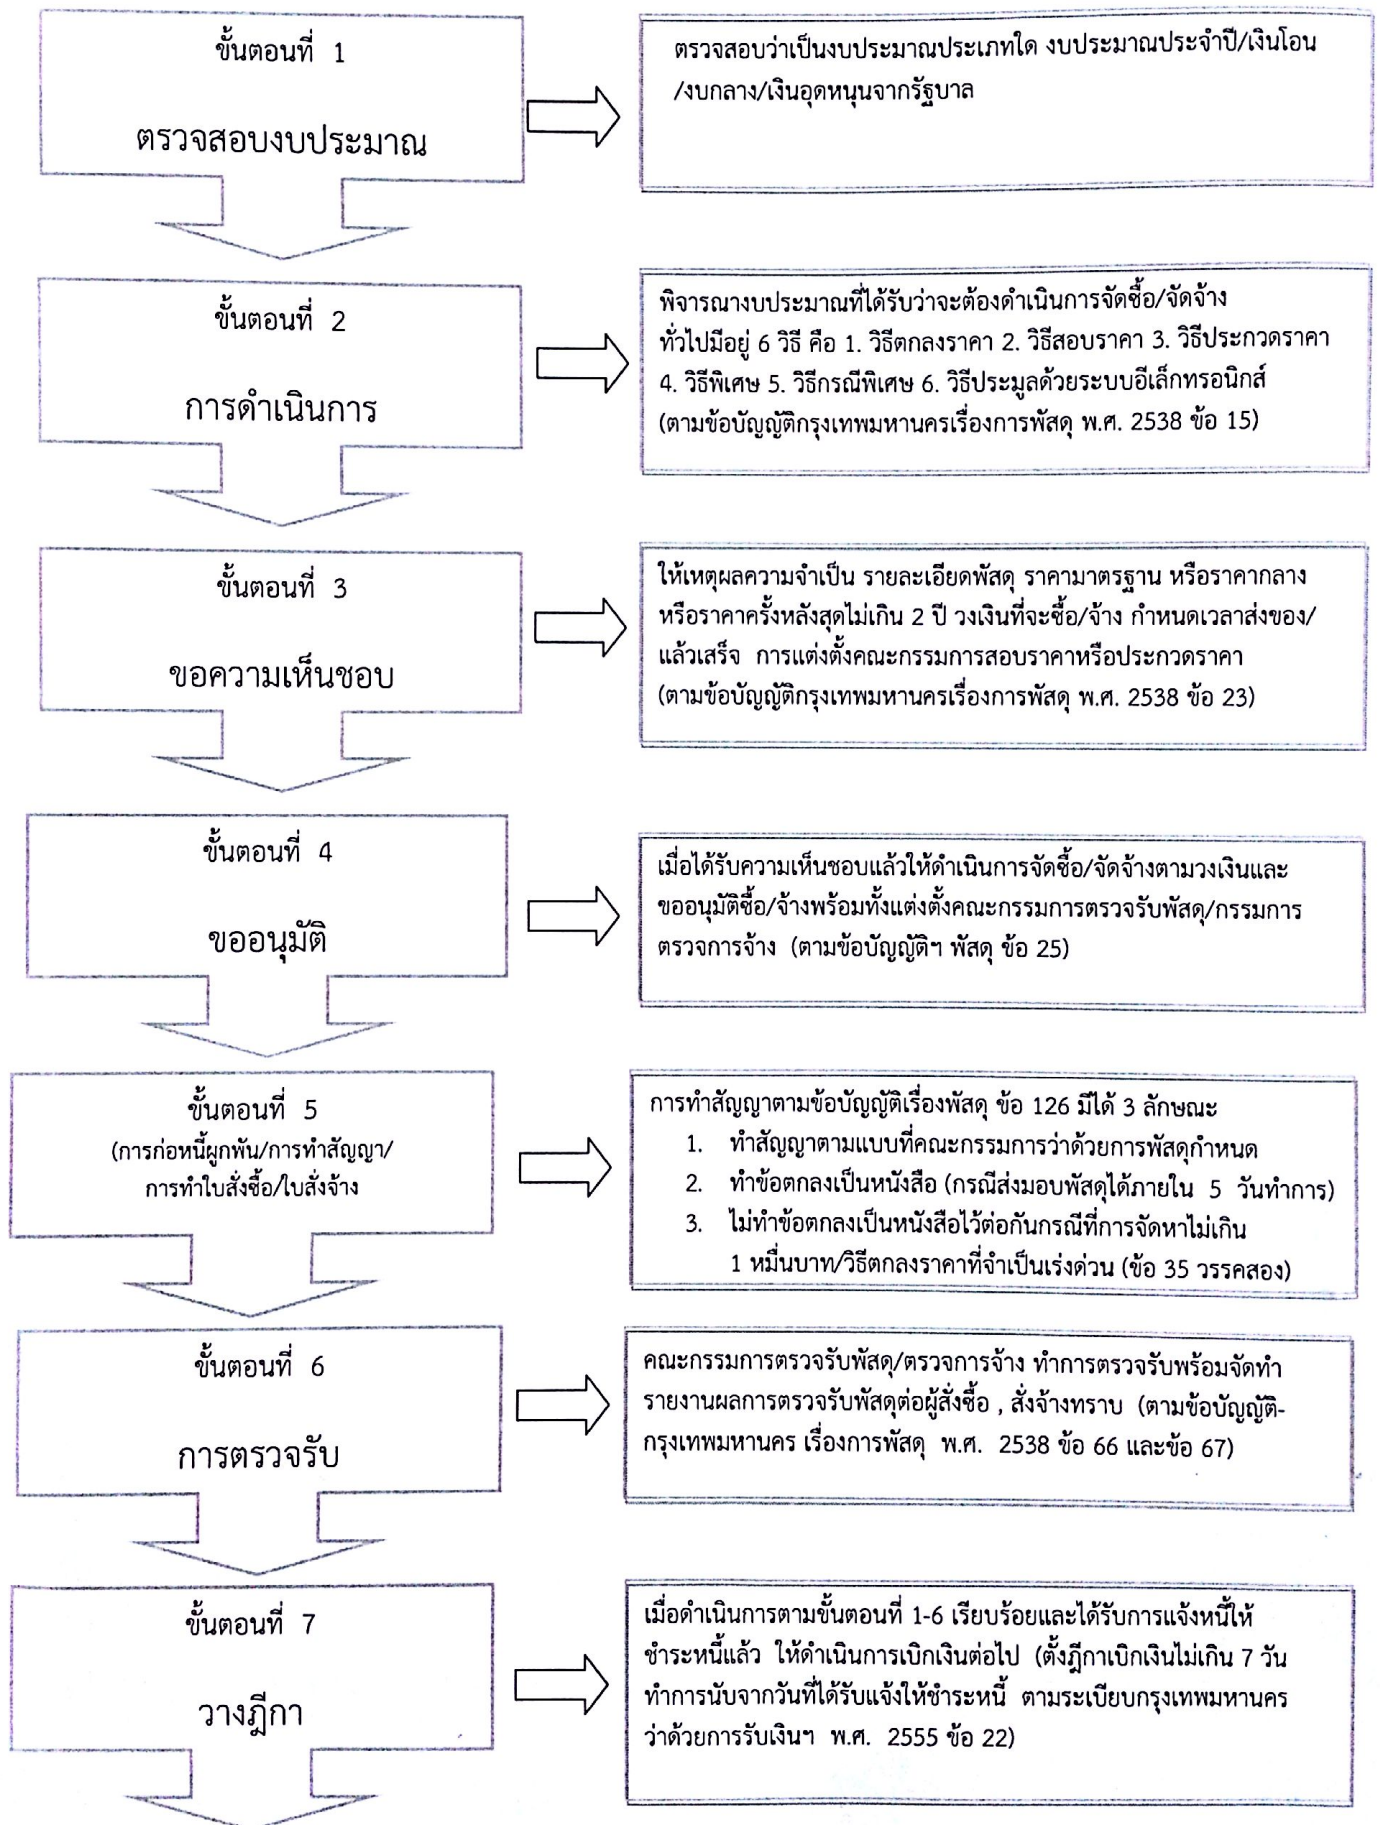 ขั้นตอนที่ 1
ตรวจสอบงบประมาณ
ตรวจสอบว่าเป็นงบประมาณประเภทใด งบประมาณประจำปี/เงินโอน
/งบกลาง/เงินอุดหนุนจากรัฐบาล
ขั้นตอนที่ 2
การดำเนินการ
พิจารณางบประมาณที่ได้รับว่าจะต้องดำเนินการจัดซื้อ/จัดจ้าง
ทั่วไปมีอยู่ 6 วิธี คือ 1. วิธีตกลงราคา 2. วิธีสอบราคา 3. วิธีประกวดราคา
4. วิธีพิเศษ 5. วิธีกรณีพิเศษ 6. วิธีประมูลด้วยระบบอีเล็กทรอนิกส์
(ตามข้อบัญญัติกรุงเทพมหานครเรื่องการพัสดุ พ.ศ. 2538 ข้อ 15)
ขั้นตอนที่ 3
ขอความเห็นชอบ
ให้เหตุผลความจำเป็น รายละเอียดพัสดุ ราคามาตรฐาน หรือราคากลาง
หรือราคาครั้งหลังสุดไม่เกิน 2 ปี วงเงินที่จะซื้อ/จ้าง กำหนดเวลาส่งของ/
แล้วเสร็จ การแต่งตั้งคณะกรรมการสอบราคาหรือประกวดราคา
(ตามข้อบัญญัติกรุงเทพมหานครเรื่องการพัสดุ พ.ศ. 2538 ข้อ 23)
ขั้นตอนที่ 4
ขออนุมัติ
เมื่อได้รับความเห็นชอบแล้วให้ดำเนินการจัดซื้อ/จัดจ้างตามวงเงินและ
ขออนุมัติซื้อ/จ้างพร้อมทั้งแต่งตั้งคณะกรรมการตรวจรับพัสดุ/กรรมการ
ตรวจการจ้าง (ตามข้อบัญญัติฯ พัสดุ ข้อ 25)
ขั้นตอนที่ 5
(การก่อหนี้ผูกพัน/การทำสัญญา/
การทำใบสั่งซื้อ/ใบสั่งจ้าง
การทำสัญญาตามข้อบัญญัติเรื่องพัสดุ ข้อ 126 มีได้ 3 ลักษณะ
1. ทำสัญญาตามแบบที่คณะกรรมการว่าด้วยการพัสดุกำหนด
2. ทำข้อตกลงเป็นหนังสือ (กรณีส่งมอบพัสดุได้ภายใน 5 วันทำการ)
3. ไม่ทำข้อตกลงเป็นหนังสือไว้ต่อกันกรณีที่การจัดหาไม่เกิน
1 หมื่นบาท/วิธีตกลงราคาที่จำเป็นเร่งด่วน (ข้อ 35 วรรคสอง)
ขั้นตอนที่ 6
การตรวจรับ
คณะกรรมการตรวจรับพัสดุ/ตรวจการจ้าง ทำการตรวจรับพร้อมจัดทำ
รายงานผลการตรวจรับพัสดุต่อผู้สั่งซื้อ , สั่งจ้างทราบ (ตามข้อบัญญัติ-
กรุงเทพมหานคร เรื่องการพัสดุ พ.ศ. 2538 ข้อ 66 และข้อ 67)
ขั้นตอนที่ 7
วางฎีกา
เมื่อดำเนินการตามขั้นตอนที่ 1-6 เรียบร้อยและได้รับการแจ้งหนี้ให้
ชำระหนี้แล้ว ให้ดำเนินการเบิกเงินต่อไป (ตั้งฎีกาเบิกเงินไม่เกิน 7 วัน
ทำการนับจากวันที่ได้รับแจ้งให้ชำระหนี้ ตามระเบียบกรุงเทพมหานคร
ว่าด้วยการรับเงินฯ พ.ศ. 2555 ข้อ 22)